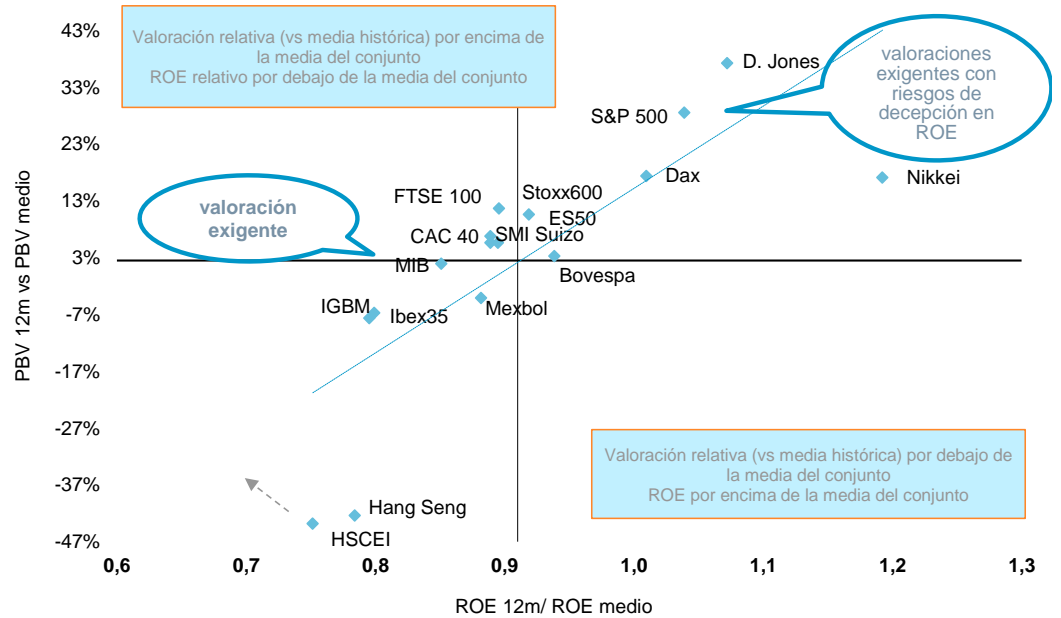 43%
33%
23%
13%
3%
-7%
-17%
-27%
-37%
-47%
PBV 12m vs PBV medio
Valoración relativa (vs media histórica) por encima de
la media del conjunto
ROE relativo por debajo de la media del conjunto
D. Jones
valoraciones
exigentes con
riesgos de
decepción en
ROE
S&P 500
Dax
Nikkei
FTSE 100
Stoxx600
ES50
valoración
exigente
CAC 40
SMI Suizo
MIB
Bovespa
IGBM
Ibex35
Mexbol
Valoración relativa (vs media histórica) por debajo de
la media del conjunto
ROE por encima de la media del conjunto
Hang Seng
HSCEI
0,6
0,7
0,8
0,9
1,0
1,1
1,2
1,3
ROE 12m/ ROE medio